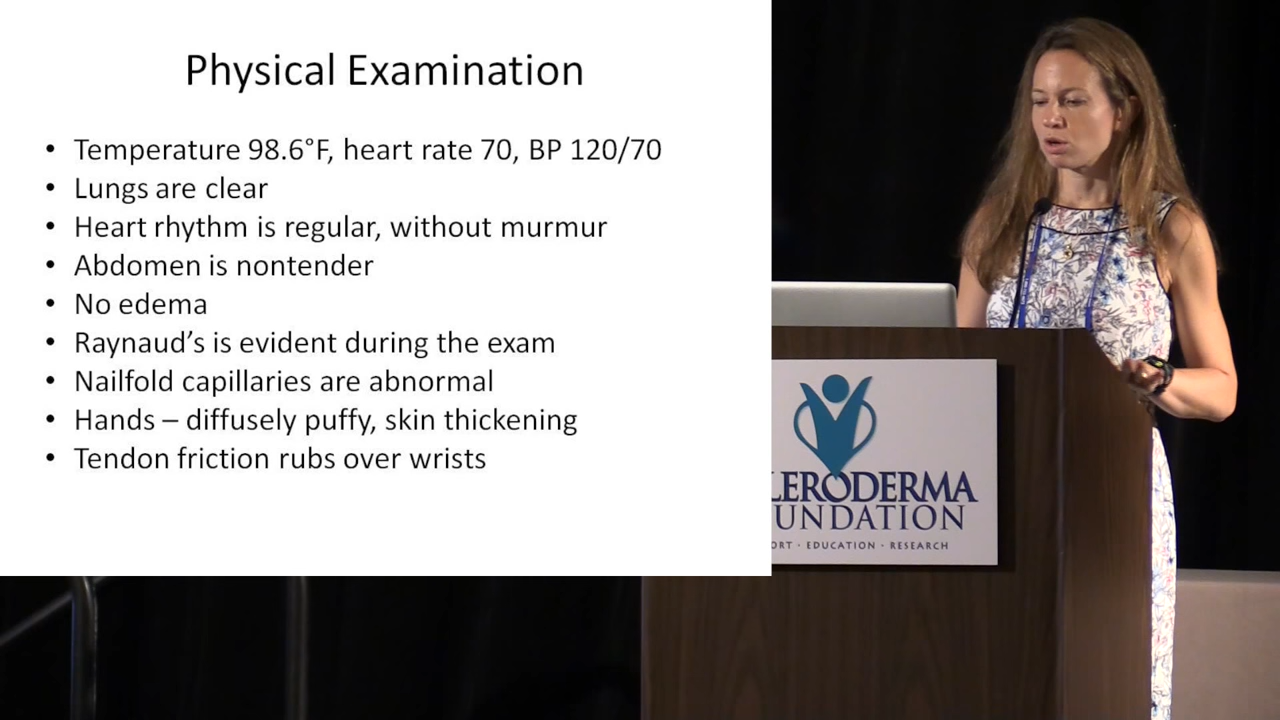 Physical Examination
• Temperature 98.6°F, heart rate 70, BP 120/70
• Lungs are clear
• Heart rhythm is regular, without murmur
• Abdomen is nontender
• No edema
• Raynaud's is evident during the exam
• Nailfold capillaries are abnormal
• Hands – diffusely puffy, skin thickening
• Tendon friction rubs over wrists
LERODERMA
UNDATION
ORT · EDUCATION · RESEARCH